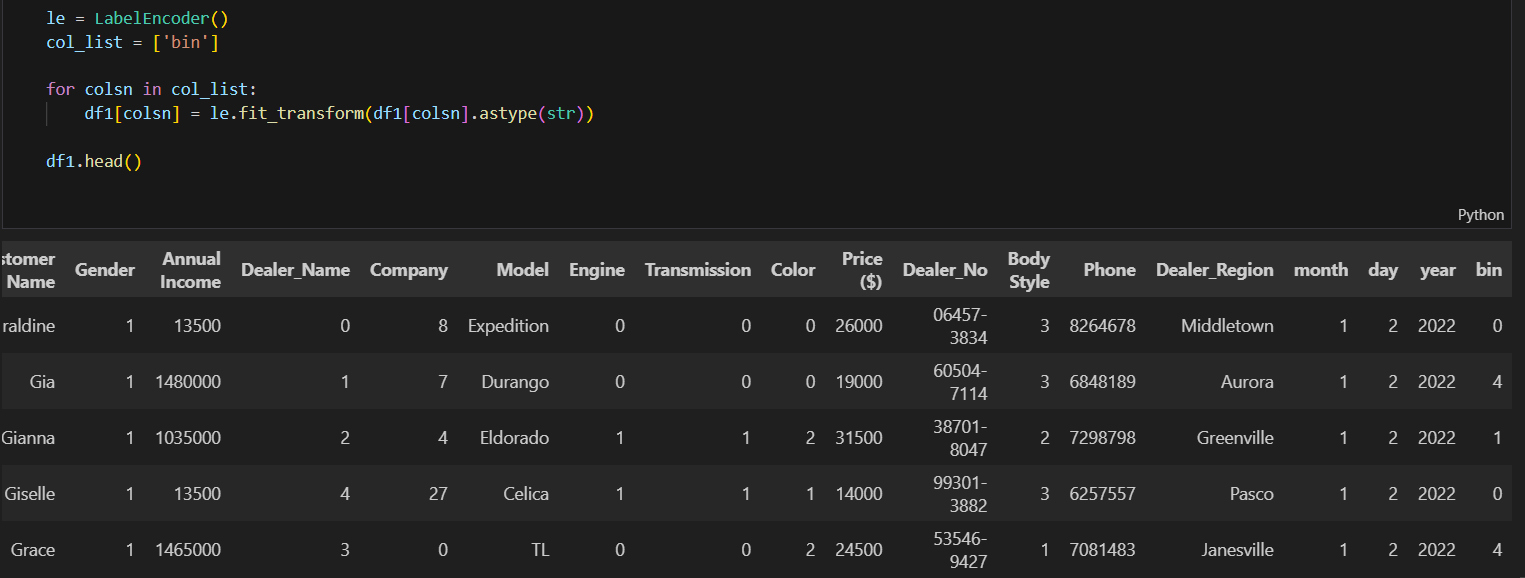 le = LabelEncoder()
col_list = ['bin']
for colsn in col_list:
    df1[colsn] = le.fit_transform(df1[colsn].astype(str))
df1.head()
Python
stomer Name Gender Annual Income Dealer_Name Company Model Engine Transmission Color Price ($) Dealer_No Body Style Phone Dealer_Region month day year bin
raldine 1 13500 0 8 Expedition 0 0 0 26000 06457-3834 3 8264678 Middletown 1 2 2022 0
Gia 1 1480000 1 7 Durango 0 0 0 19000 60504-7114 3 6848189 Aurora 1 2 2022 4
Gianna 1 1035000 2 4 Eldorado 1 1 2 31500 38701-8047 2 7298798 Greenville 1 2 2022 1
Giselle 1 13500 4 27 Celica 1 1 1 14000 99301-3882 3 6257557 Pasco 1 2 2022 0
Grace 1 1465000 3 0 TL 0 0 2 24500 53546-9427 1 7081483 Janesville 1 2 2022 4